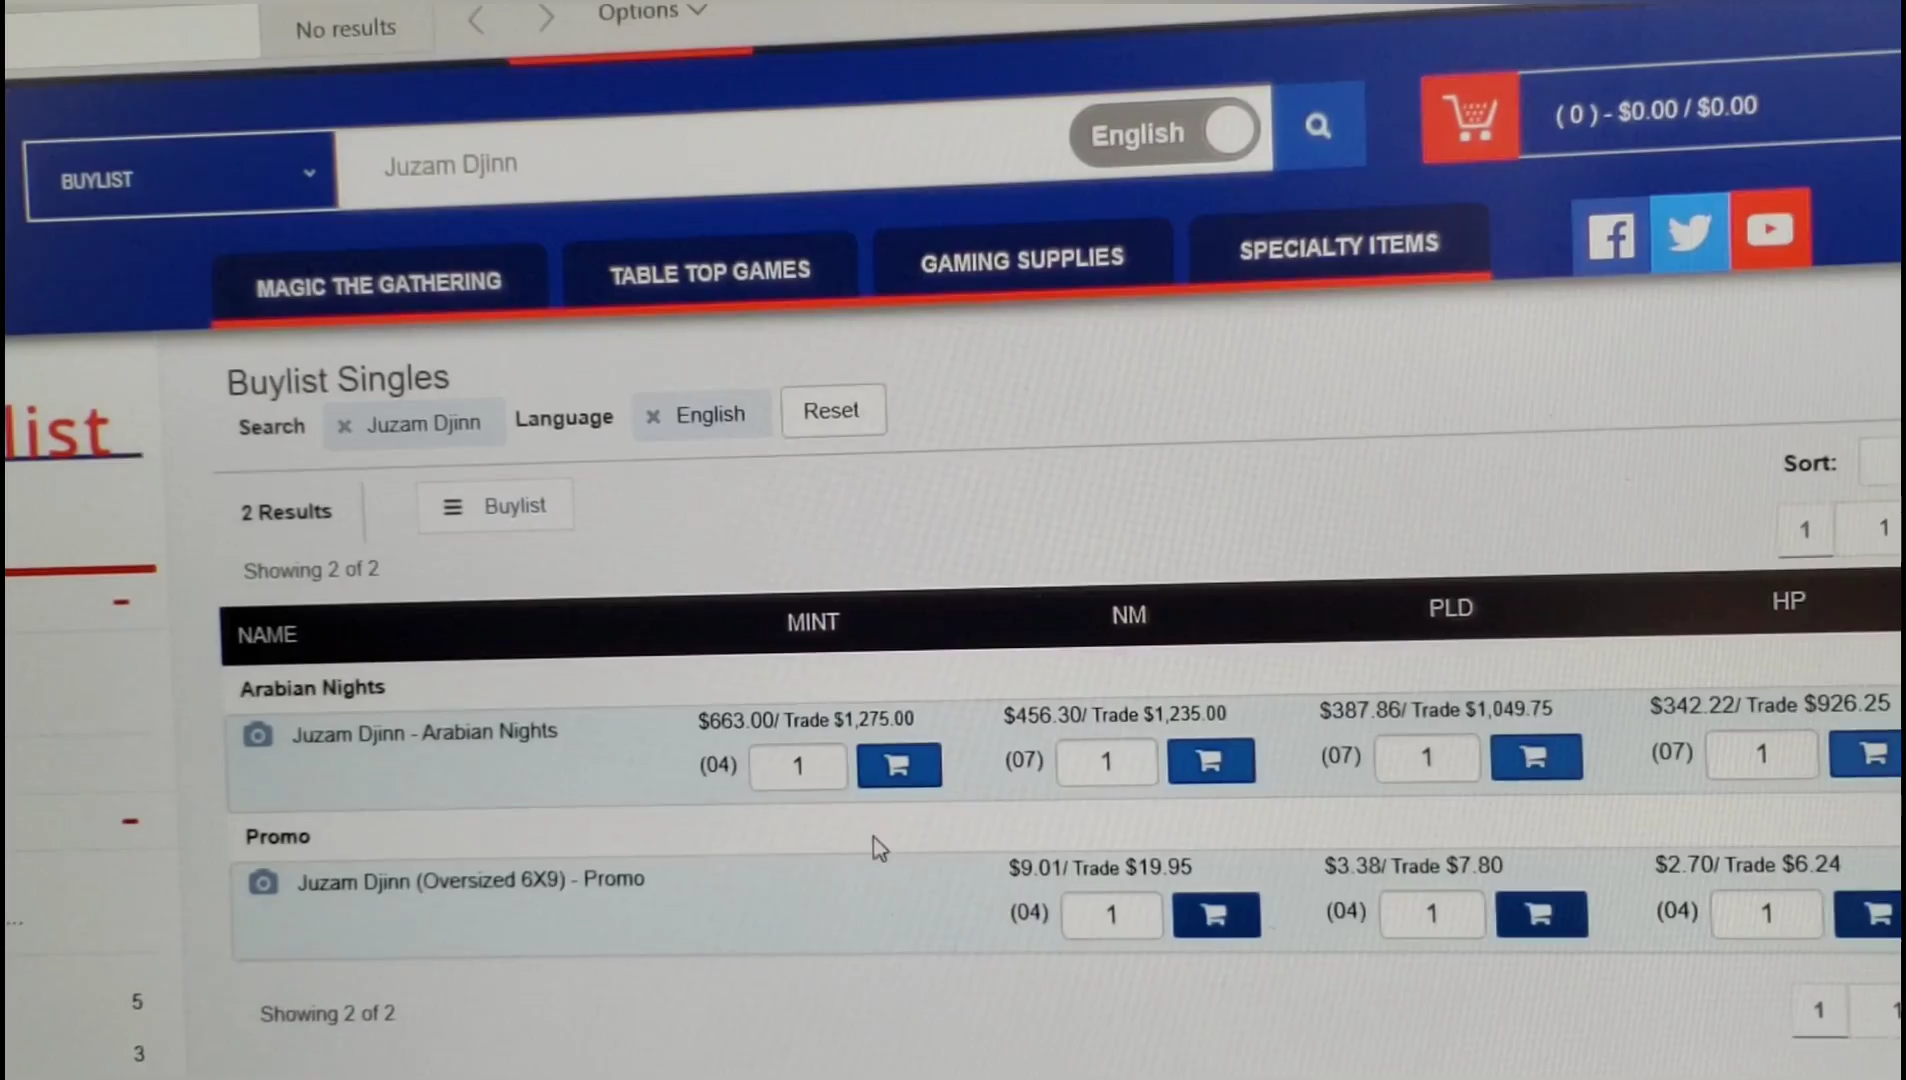 No results
Options
BUYLIST
Juzam Djinn
English
( 0 ) - $0.00 / $0.00
MAGIC THE GATHERING
TABLE TOP GAMES
GAMING SUPPLIES
SPECIALTY ITEMS
list
Buylist Singles
Search × Juzam Djinn Language × English Reset
Sort:
2 Results
Buylist
1 1
Showing 2 of 2
NAME MINT NM PLD HP
Arabian Nights
Juzam Djinn - Arabian Nights $663.00/ Trade $1,275.00 $456.30/ Trade $1,235.00 $387.86/ Trade $1,049.75 $342.22/ Trade $926.25
(04) 1 (07) 1 (07) 1 (07) 1
Promo
Juzam Djinn (Oversized 6X9) - Promo $9.01/ Trade $19.95 $3.38/ Trade $7.80 $2.70/ Trade $6.24
(04) 1 (04) 1 (04) 1
...
5
Showing 2 of 2
1 1
3